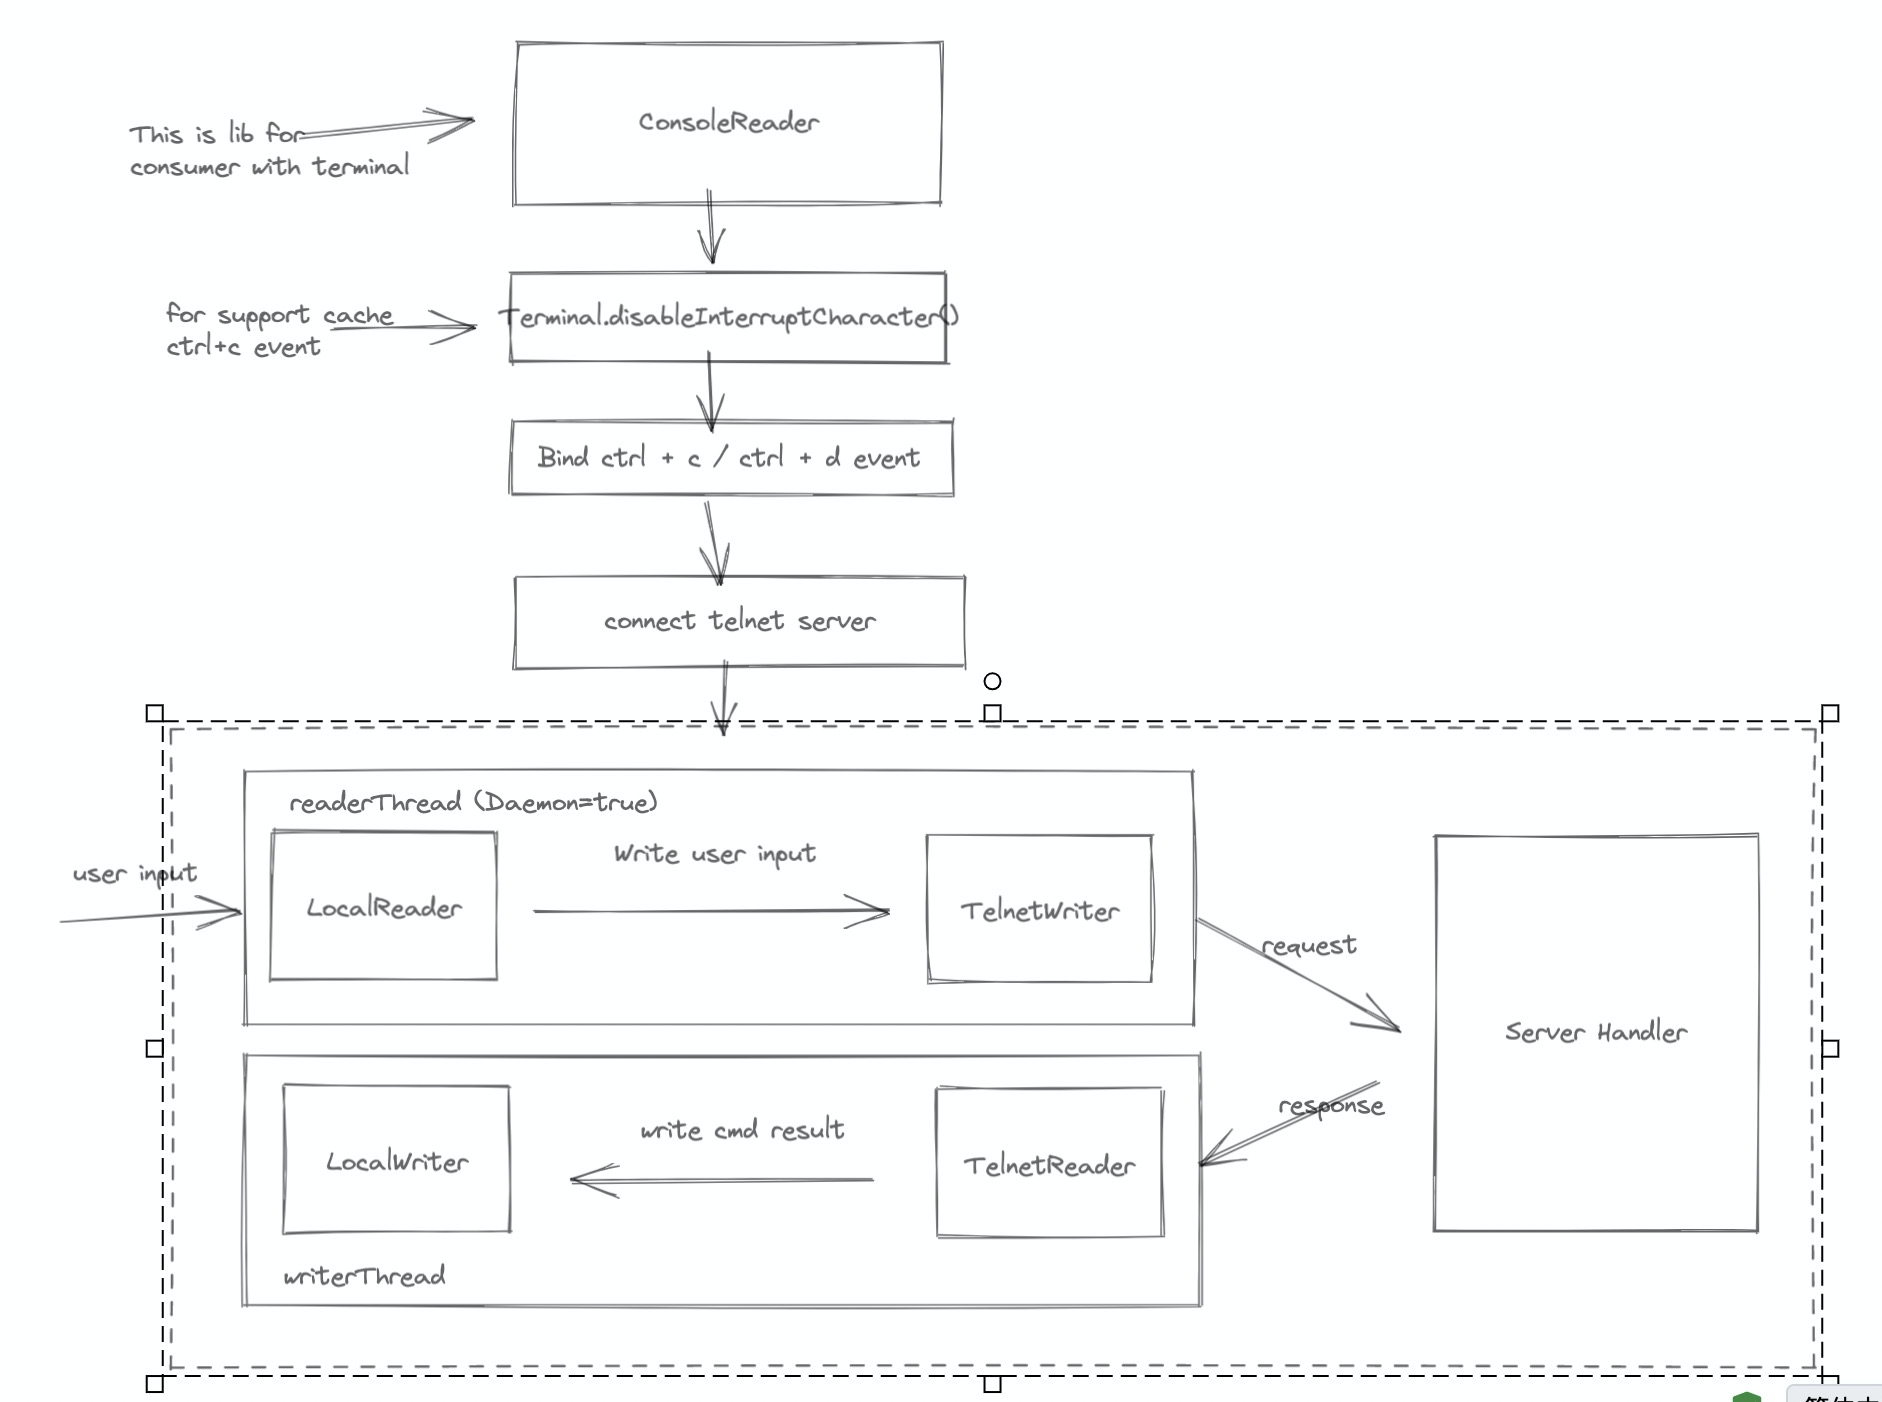 ConsoleReader
This is lib for
consumer with terminal
Terminal.disableInterruptCharacter()
for support cache
ctrl+c event
Bind ctrl + c / ctrl + d event
connect telnet server
readerThread (Daemon=true)
user input
Write user input
LocalReader
TelnetWriter
request
Server Handler
response
write cmd result
LocalWriter
TelnetReader
writerThread